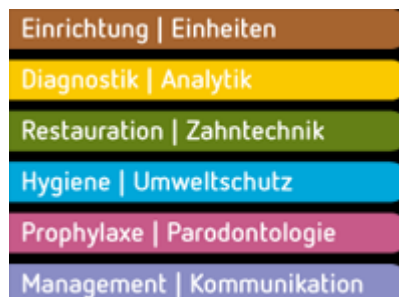 Einrichtung | Einheiten
Diagnostik | Analytik
Restauration | Zahntechnik
Hygiene | Umweltschutz
Prophylaxe | Parodontologie
Management | Kommunikation